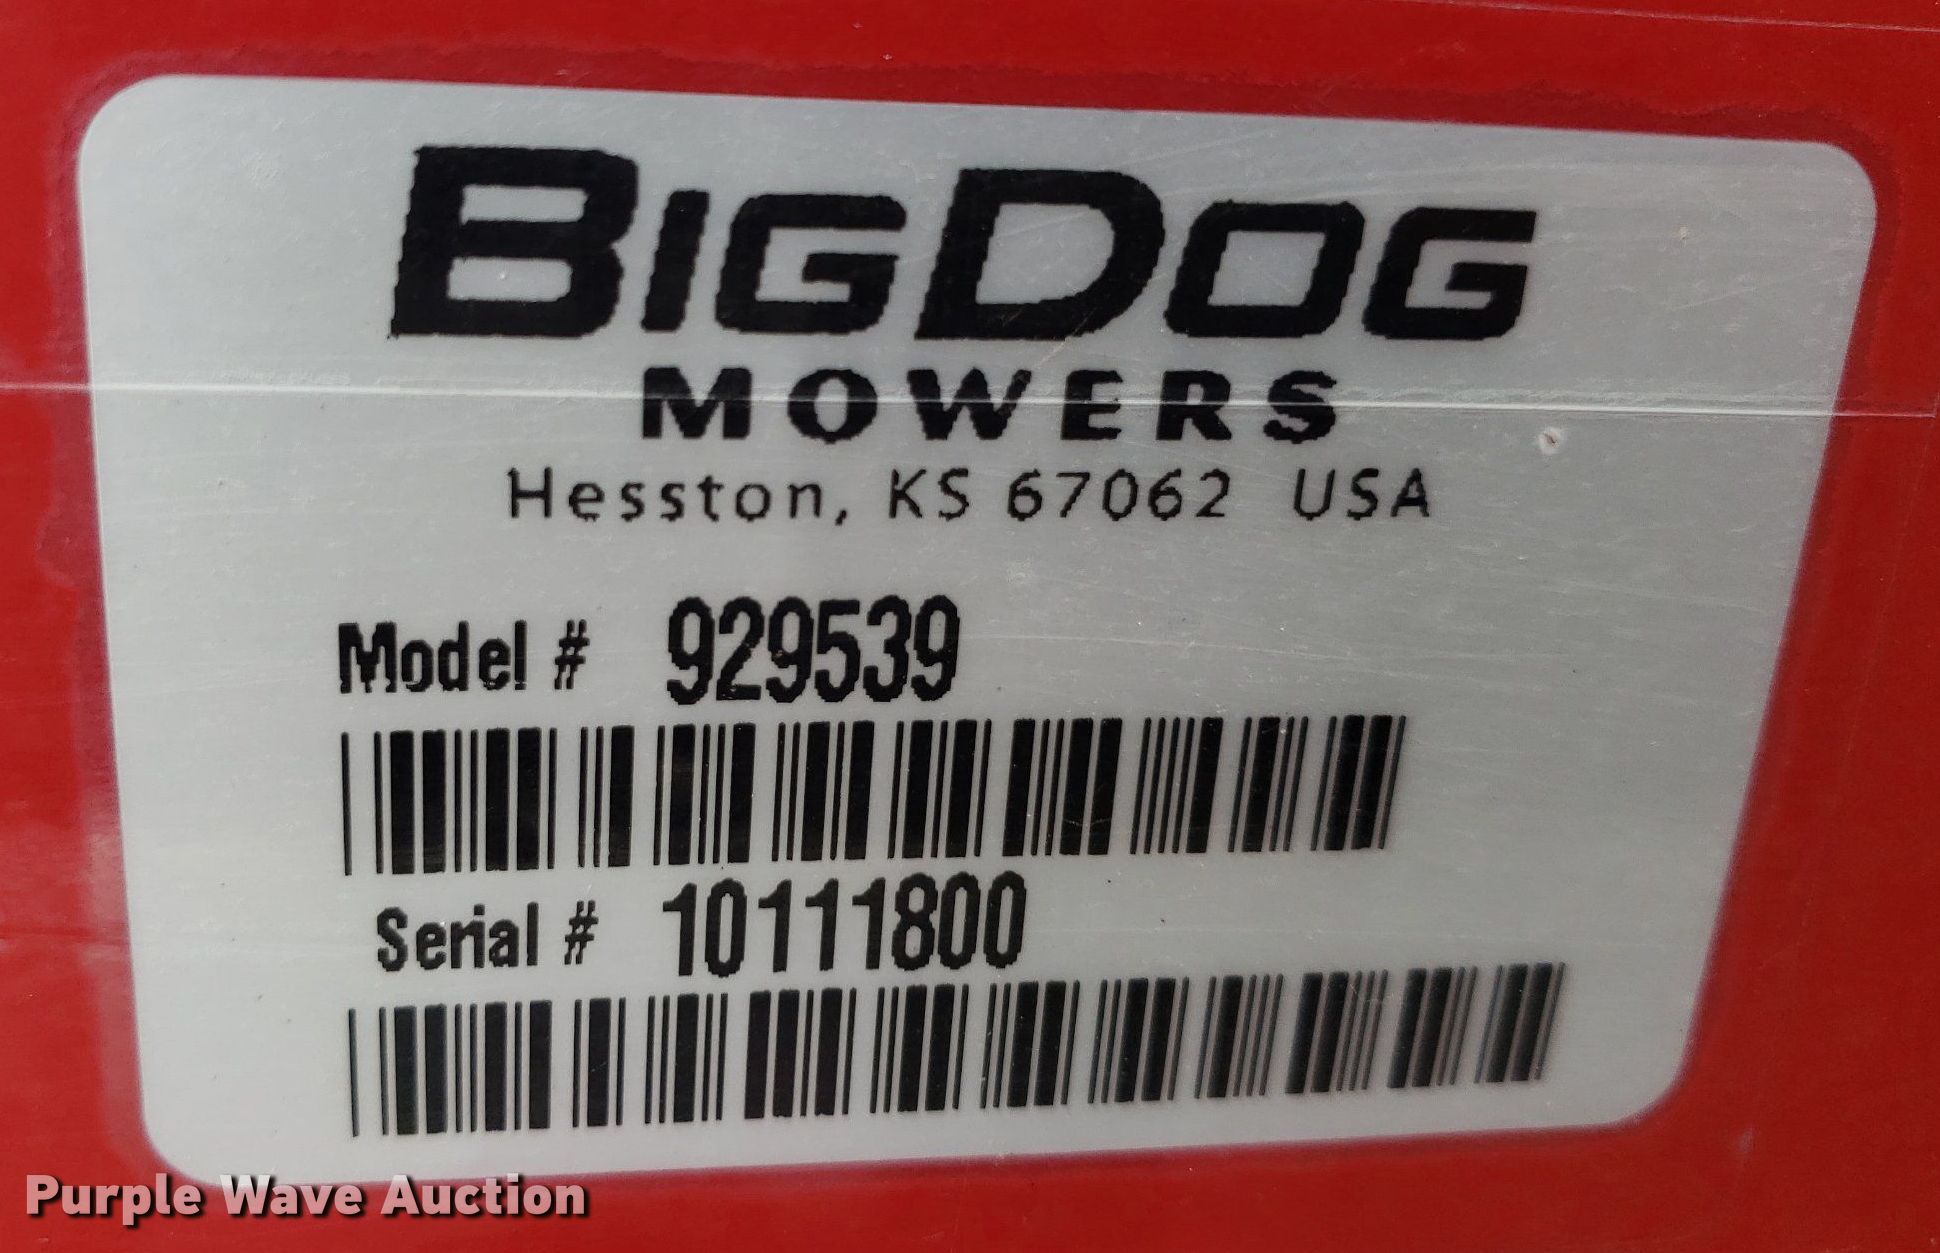 BIGDOG
MOWERS
Hesston, KS 67062 USA
Model # 929539
Serial # 10111800
Purple Wave Auction